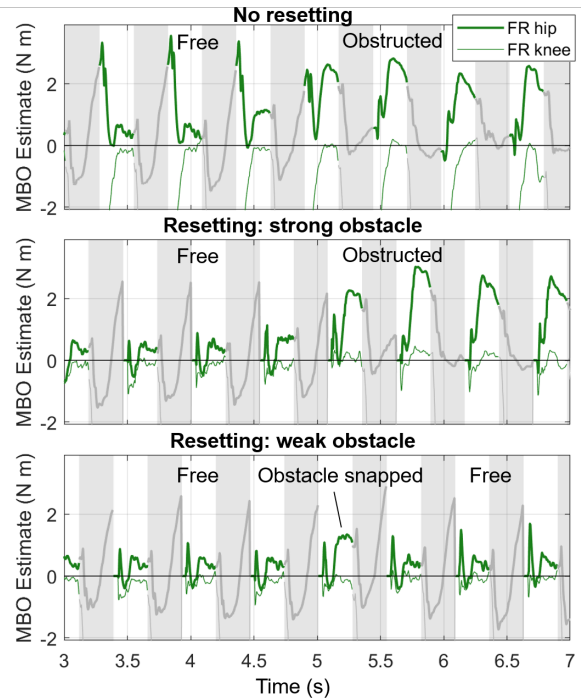 No resetting
Free
Obstructed
FR hip
FR knee
MBO Estimate (N m)
2
0
-2
Resetting: strong obstacle
Free
Obstructed
MBO Estimate (N m)
2
0
-2
Resetting: weak obstacle
Free
Obstacle snapped
Free
MBO Estimate (N m)
2
0
-2
3 3.5 4 4.5 5 5.5 6 6.5 7
Time (s)